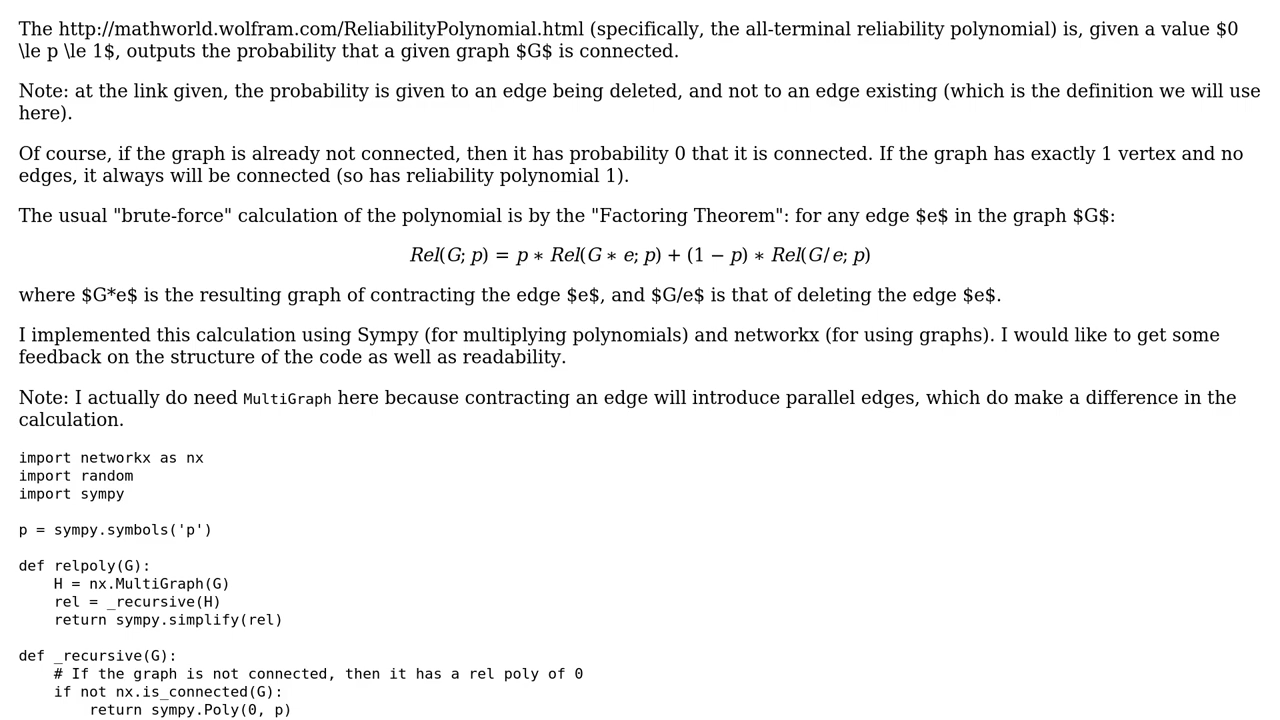 The http://mathworld.wolfram.com/ReliabilityPolynomial.html (specifically, the all-terminal reliability polynomial) is, given a value $0
\le p \le 1$, outputs the probability that a given graph $G$ is connected.
Note: at the link given, the probability is given to an edge being deleted, and not to an edge existing (which is the definition we will use
here).
Of course, if the graph is already not connected, then it has probability 0 that it is connected. If the graph has exactly 1 vertex and no
edges, it always will be connected (so has reliability polynomial 1).
The usual "brute-force" calculation of the polynomial is by the "Factoring Theorem": for any edge $e$ in the graph $G$:
Rel(G; p) = p ∗ Rel(G ∗ e; p) + (1 − p) ∗ Rel(G/e; p)
where $G*e$ is the resulting graph of contracting the edge $e$, and $G/e$ is that of deleting the edge $e$.
I implemented this calculation using Sympy (for multiplying polynomials) and networkx (for using graphs). I would like to get some
feedback on the structure of the code as well as readability.
Note: I actually do need MultiGraph here because contracting an edge will introduce parallel edges, which do make a difference in the
calculation.
import networkx as nx
import random
import sympy
p = sympy.symbols('p')
def relpoly(G):
    H = nx.MultiGraph(G)
    rel = _recursive(H)
    return sympy.simplify(rel)
def _recursive(G):
    # If the graph is not connected, then it has a rel poly of 0
    if not nx.is_connected(G):
        return sympy.Poly(0, p)